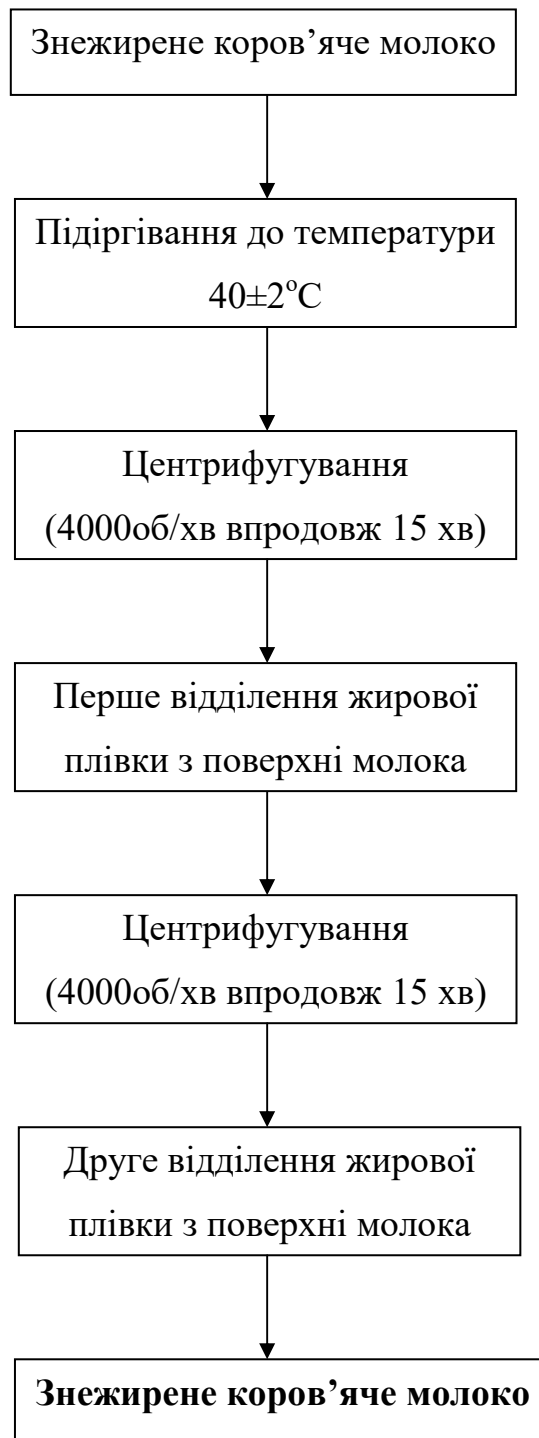 Знежирене коров’яче молоко
Підіргівання до температури
40±2°С
Центрифугування
(4000об/хв впродовж 15 хв)
Перше відділення жирової
плівки з поверхні молока
Центрифугування
(4000об/хв впродовж 15 хв)
Друге відділення жирової
плівки з поверхні молока
Знежирене коров’яче молоко